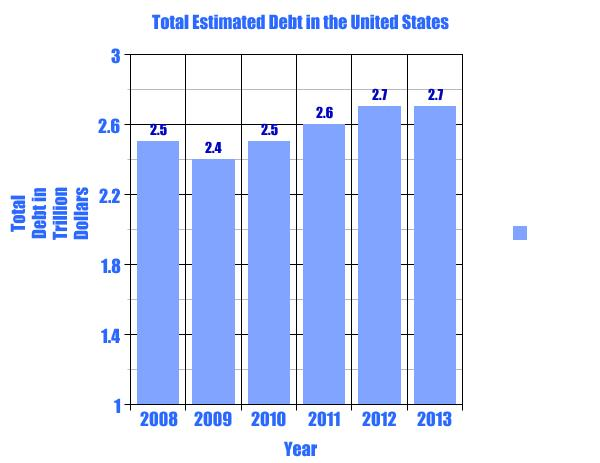 Total Estimated Debt in the United States
3
2.6
2.2
1.8
1.4
1
Total
Debt in
Trillion
Dollars
2.5
2.4
2.5
2.6
2.7
2.7
2008 2009 2010 2011 2012 2013
Year